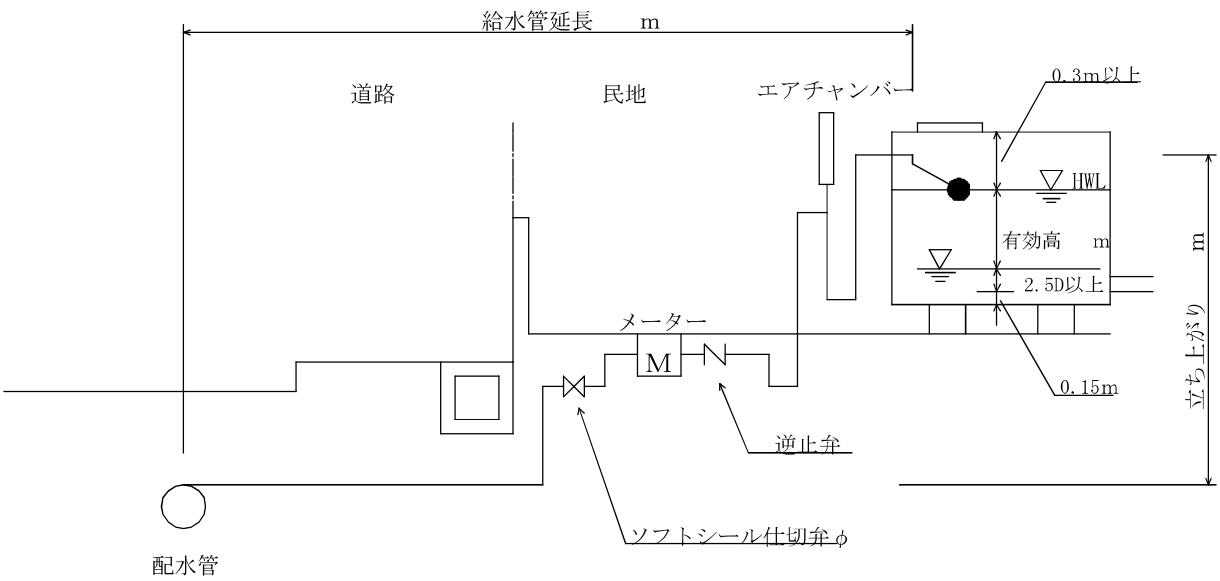 給水管延長 m
道路
民地
エアチャンバー
0.3m以上
HWL
有効高 m
2.5D以上
立ち上がり m
メーター
M
0.15m
逆止弁
ソフトシール仕切弁φ
配水管